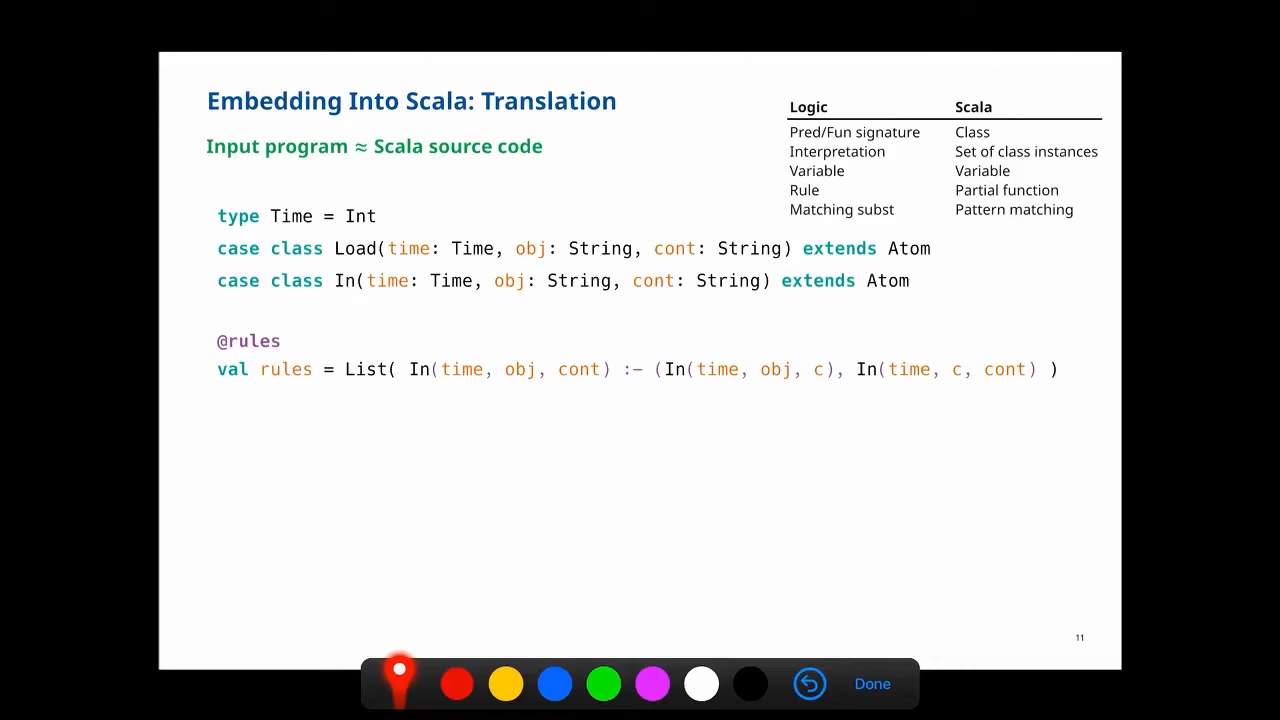 Embedding Into Scala: Translation
Input program ≈ Scala source code
Logic Scala
Pred/Fun signature Class
Interpretation Set of class instances
Variable Variable
Rule Partial function
Matching subst Pattern matching
type Time = Int
case class Load(time: Time, obj: String, cont: String) extends Atom
case class In(time: Time, obj: String, cont: String) extends Atom
@rules
val rules = List( In(time, obj, cont) :- (In(time, obj, c), In(time, c, cont) )
11
Done